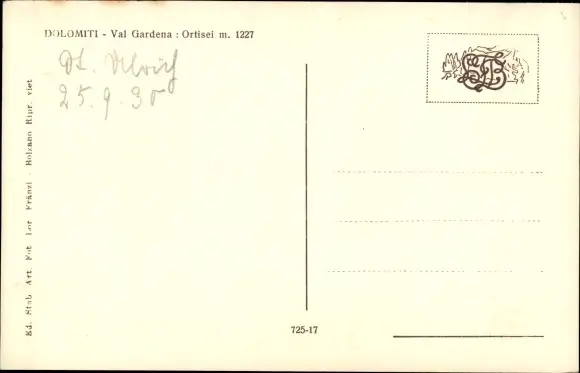 DOLOMITI - Val Gardena : Ortisei m. 1227
St. Ulrich
25.9.30
Ed. Stab. Art. Fot. Lor. Fränzl - Bolzano Ripr. viet
725-17